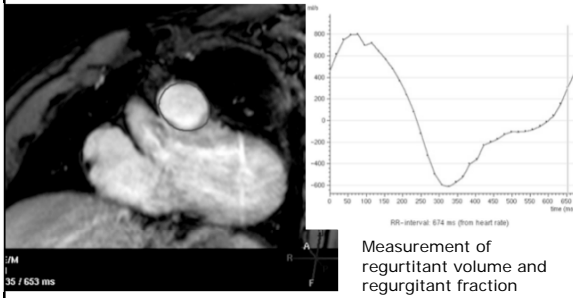 ml/s
800
600
400
200
0
-200
-400
-600
0 50 100 150 200 250 300 350 400 450 500 550 600 650
time (ms
RR-interval: 674 ms (from heart rate)
A
R
F
E/M
I
35 / 653 ms
Measurement of
regurtitant volume and
regurgitant fraction